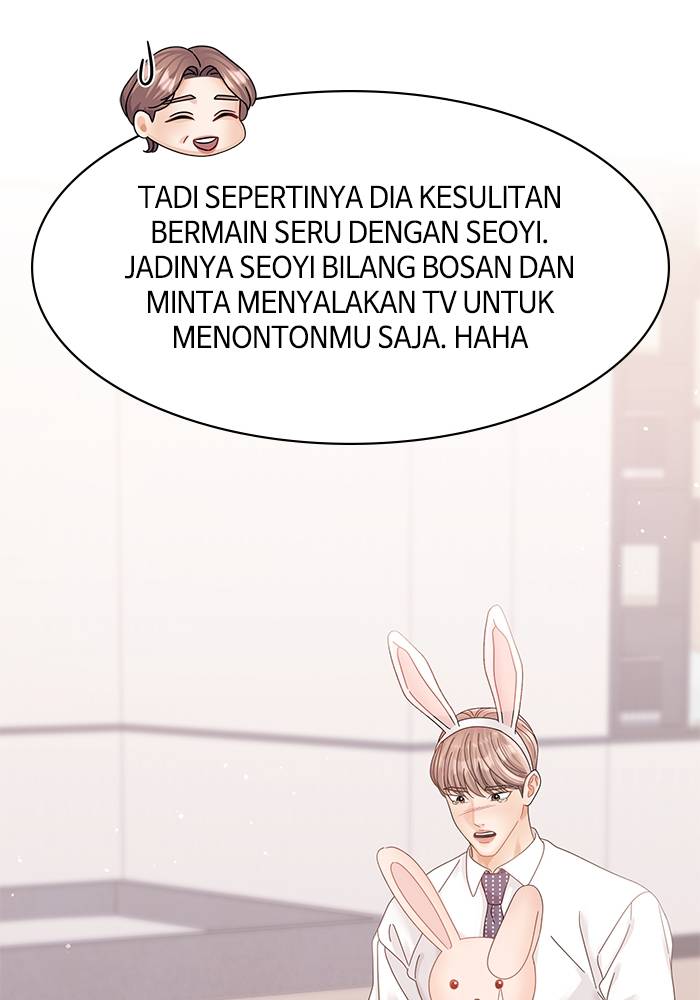 TADI SEPERTINYA DIA KESULITAN
BERMAIN SERU DENGAN SEOYI.
JADINYA SEOYI BILANG BOSAN DAN
MINTA MENYALAKAN TV UNTUK
MENONTONMU SAJA. HAHA